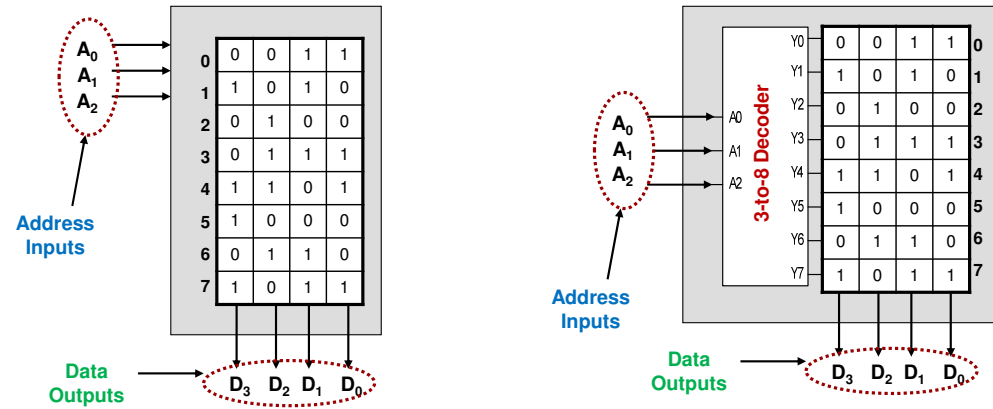 A0
A1
A2
Address
Inputs
0 0 0 1 1
1 1 0 1 0
2 0 1 0 0
3 0 1 1 1
4 1 1 0 1
5 1 0 0 0
6 0 1 1 0
7 1 0 1 1
Data
Outputs
D3 D2 D1 D0
A0
A1
A2
Address
Inputs
A0
A1
A2
3-to-8 Decoder
Y0 0 0 1 1 0
Y1 1 0 1 0 1
Y2 0 1 0 0 2
Y3 0 1 1 1 3
Y4 1 1 0 1 4
Y5 1 0 0 0 5
Y6 0 1 1 0 6
Y7 1 0 1 1 7
Data
Outputs
D3 D2 D1 D0